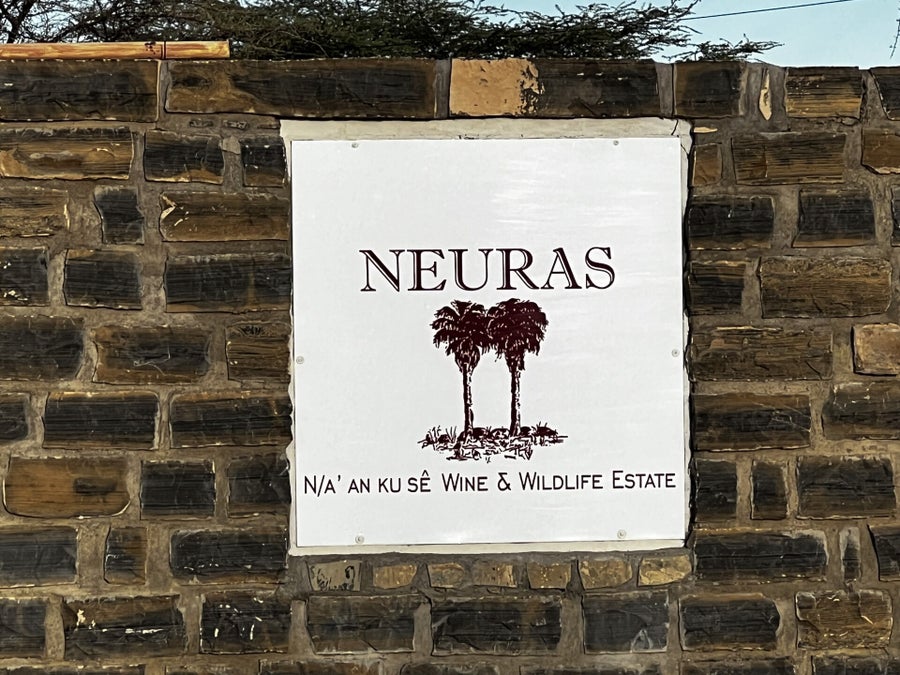 NEURAS
N/A' AN KU SÊ WINE & WILDLIFE ESTATE